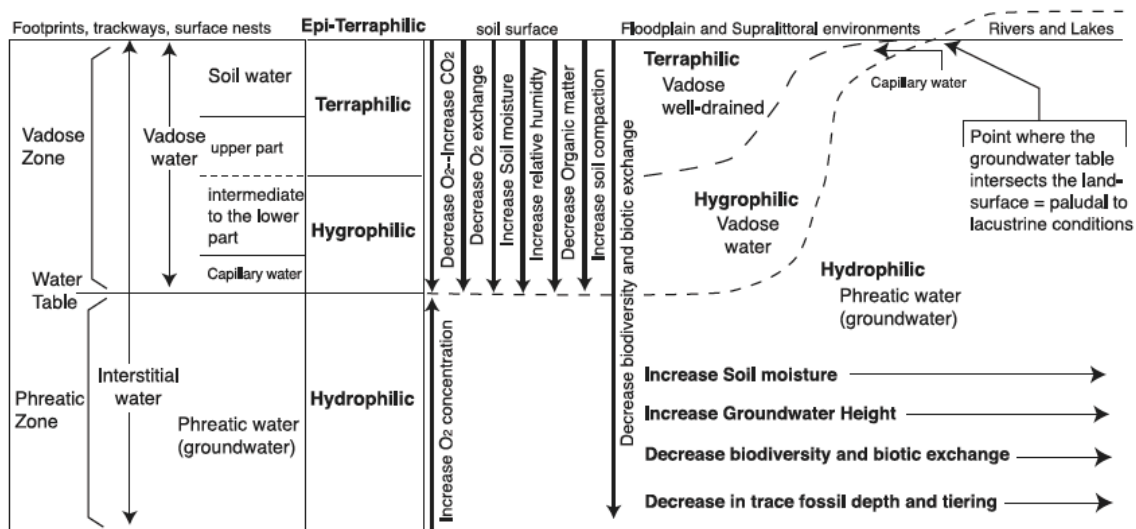 Footprints, trackways, surface nests
Epi-Terraphilic
soil surface
Floodplain and Supralittoral environments
Rivers and Lakes
Vadose
Zone
Vadose
water
Soil water
upper part
intermediate
to the lower
part
Capillary water
Terraphilic
Hygrophilic
Water
Table
Phreatic
Zone
Interstitial
water
Phreatic water
(groundwater)
Hydrophilic
Decrease O2--Increase CO2
Decrease O2 exchange
Increase Soil moisture
Increase relative humidity
Decrease Organic matter
Increase soil compaction
Decrease biodiversity and biotic exchange
Increase O2 concentration
Terraphilic
Vadose
well-drained
Capillary water
Point where the
groundwater table
intersects the land-
surface = paludal to
lacustrine conditions
Hygrophilic
Vadose
water
Hydrophilic
Phreatic water
(groundwater)
Increase Soil moisture
Increase Groundwater Height
Decrease biodiversity and biotic exchange
Decrease in trace fossil depth and tiering